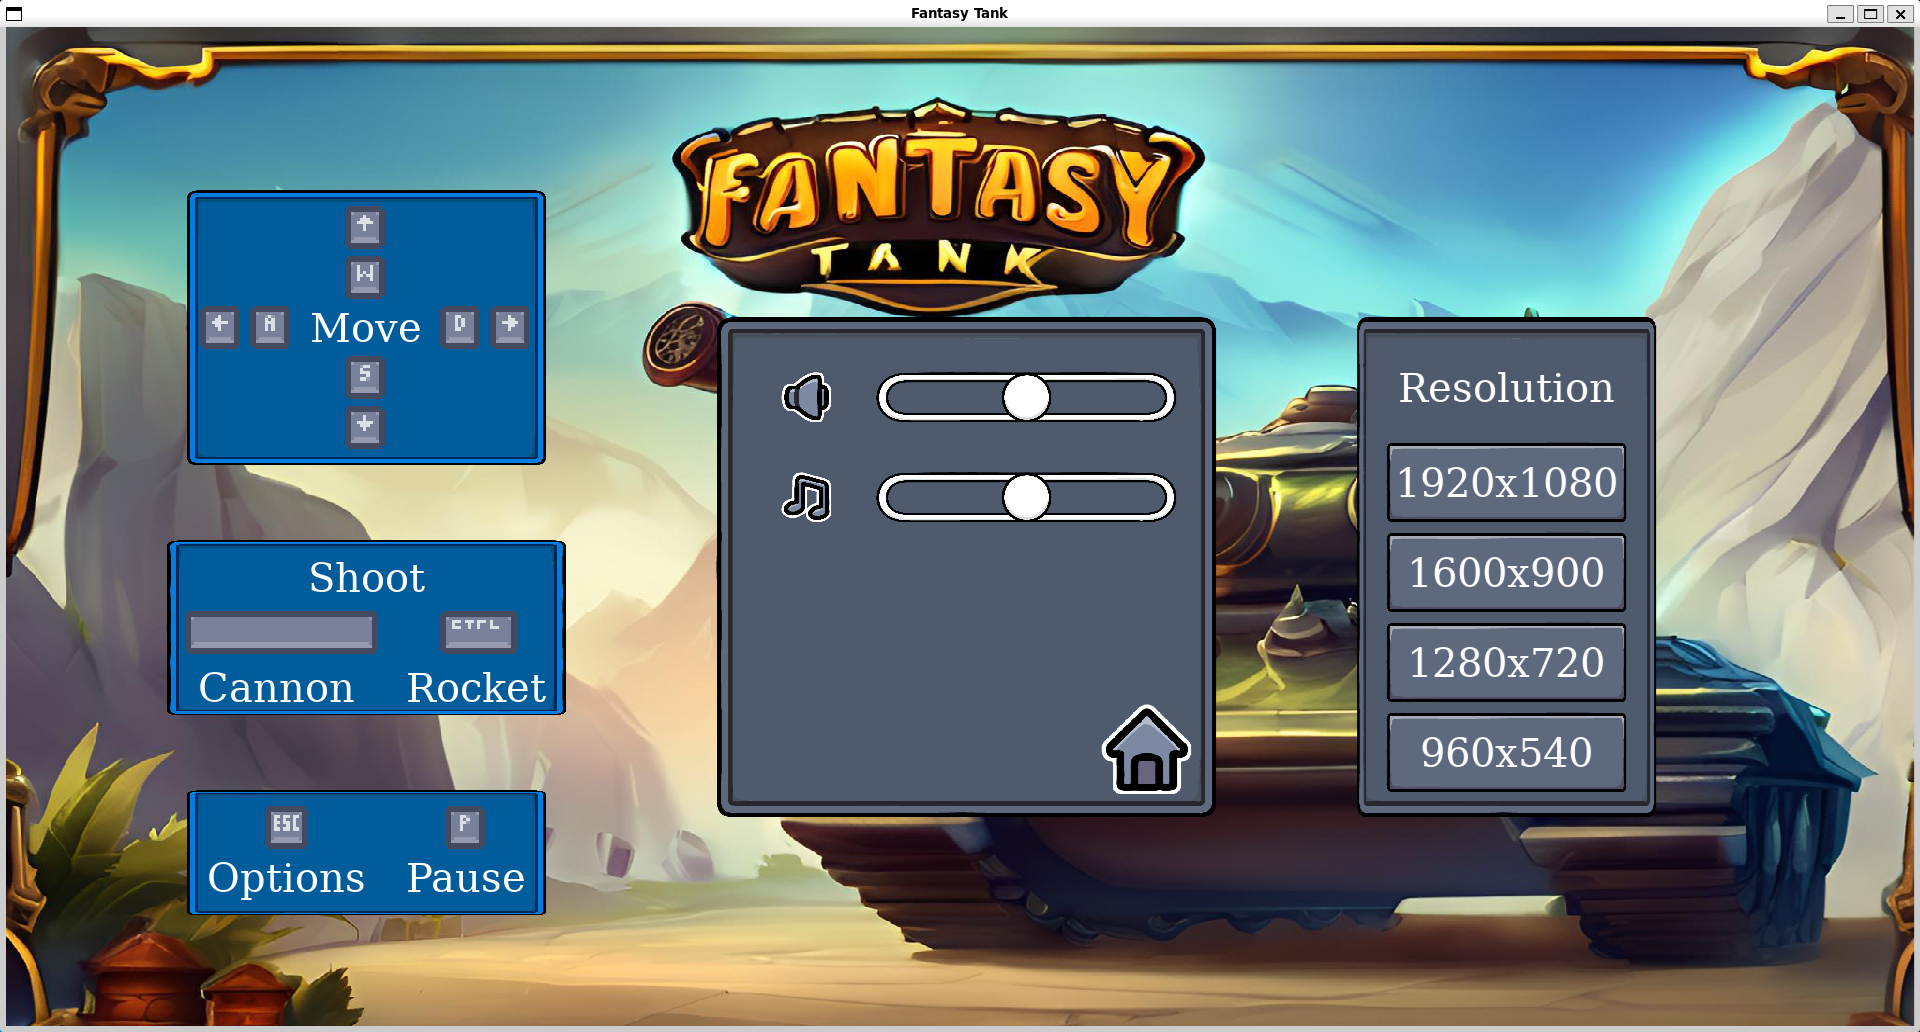 Fantasy Tank
FANTASY
TANK
W
A Move D
S
Shoot
CTRL
Cannon Rocket
ESC P
Options Pause
Resolution
1920x1080
1600x900
1280x720
960x540